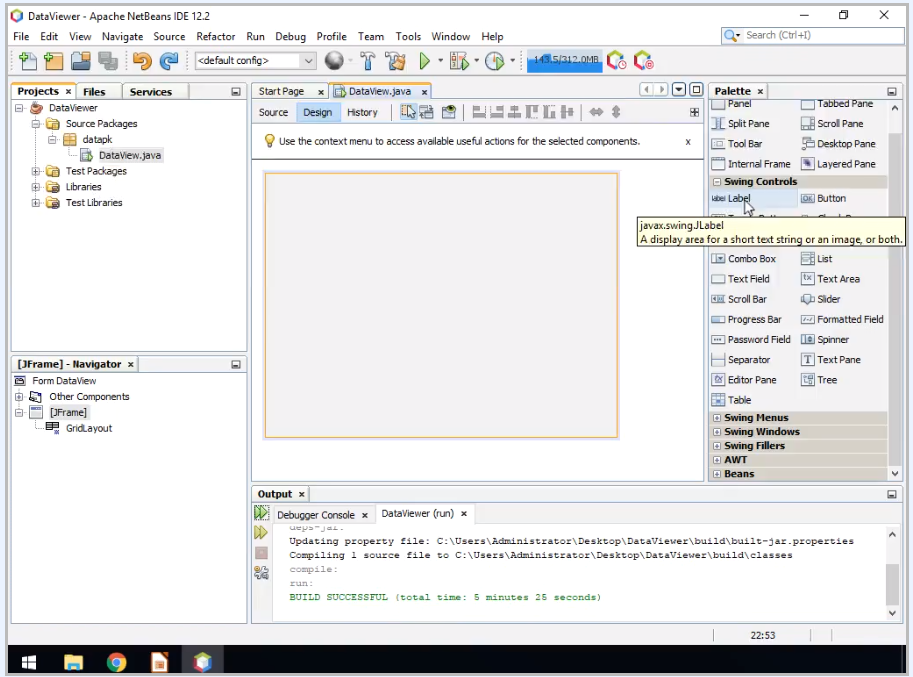 DataViewer - Apache NetBeans IDE 12.2
File Edit View Navigate Source Refactor Run Debug Profile Team Tools Window Help
Search (Ctrl+I)
<default config>
143.5/312.0MB
Projects Files Services
DataViewer
Source Packages
datapk
DataView.java
Test Packages
Libraries
Test Libraries
[JFrame] - Navigator
Form DataView
Other Components
[JFrame]
GridLayout
Start Page DataView.java
Source Design History
Use the context menu to access available useful actions for the selected components.
Palette
Panel Tabbed Pane
Split Pane Scroll Pane
Tool Bar Desktop Pane
Internal Frame Layered Pane
Swing Controls
label Label OK Button
javax.swing.JLabel
A display area for a short text string or an image, or both.
Combo Box List
Text Field Text Area
Scroll Bar Slider
Progress Bar Formatted Field
Password Field Spinner
Separator Text Pane
Editor Pane Tree
Table
Swing Menus
Swing Windows
Swing Fillers
AWT
Beans
Output
Debugger Console DataViewer (run)
deps-jar:
Updating property file: C:\Users\Administrator\Desktop\DataViewer\build\built-jar.properties
Compiling 1 source file to C:\Users\Administrator\Desktop\DataViewer\build\classes
compile:
run:
BUILD SUCCESSFUL (total time: 5 minutes 25 seconds)
22:53